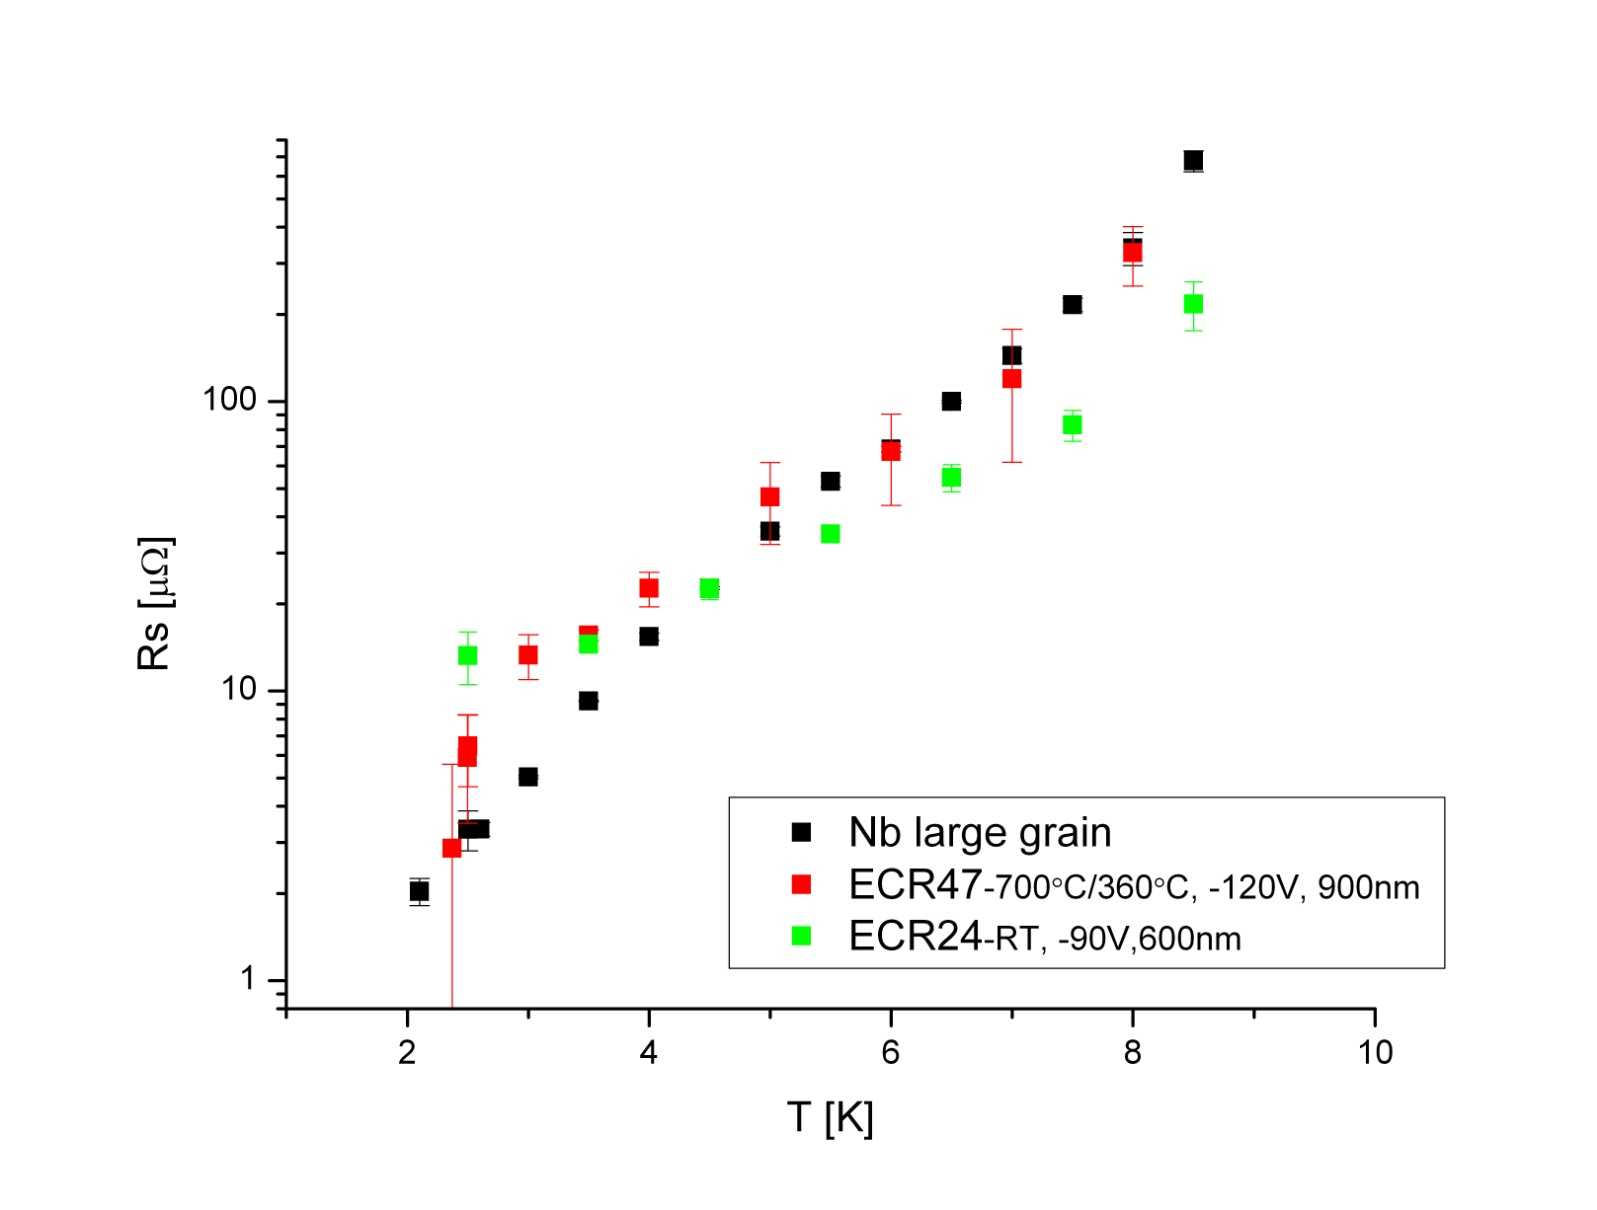 100
10
1
Rs [μΩ]
2 4 6 8 10
T [K]
Nb large grain
ECR47-700°C/360°C, -120V, 900nm
ECR24-RT, -90V,600nm